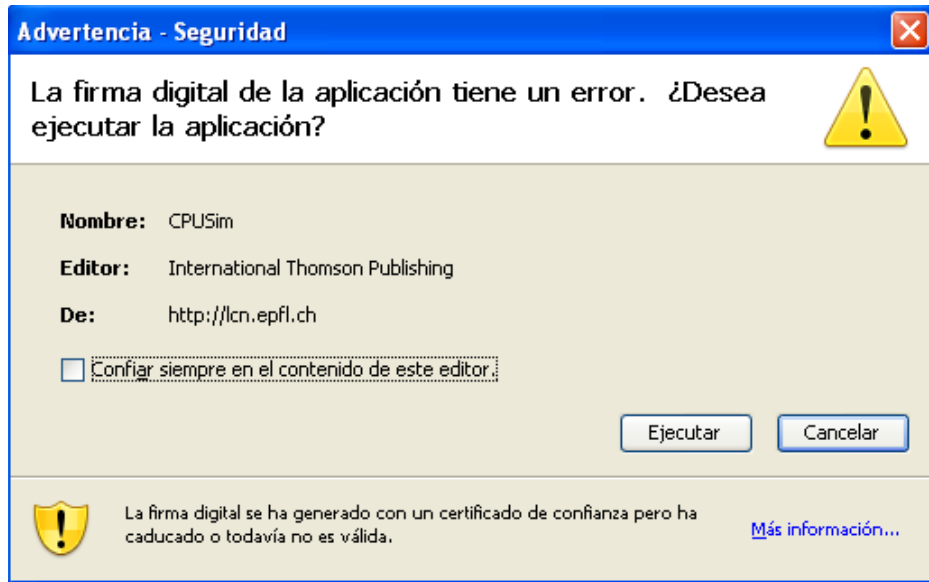 Advertencia - Seguridad
La firma digital de la aplicación tiene un error. ¿Desea
ejecutar la aplicación?
Nombre: CPUSim
Editor: International Thomson Publishing
De: http://lcn.epfl.ch
Confiar siempre en el contenido de este editor.
Ejecutar Cancelar
La firma digital se ha generado con un certificado de confianza pero ha
caducado o todavía no es válida.
Más información...